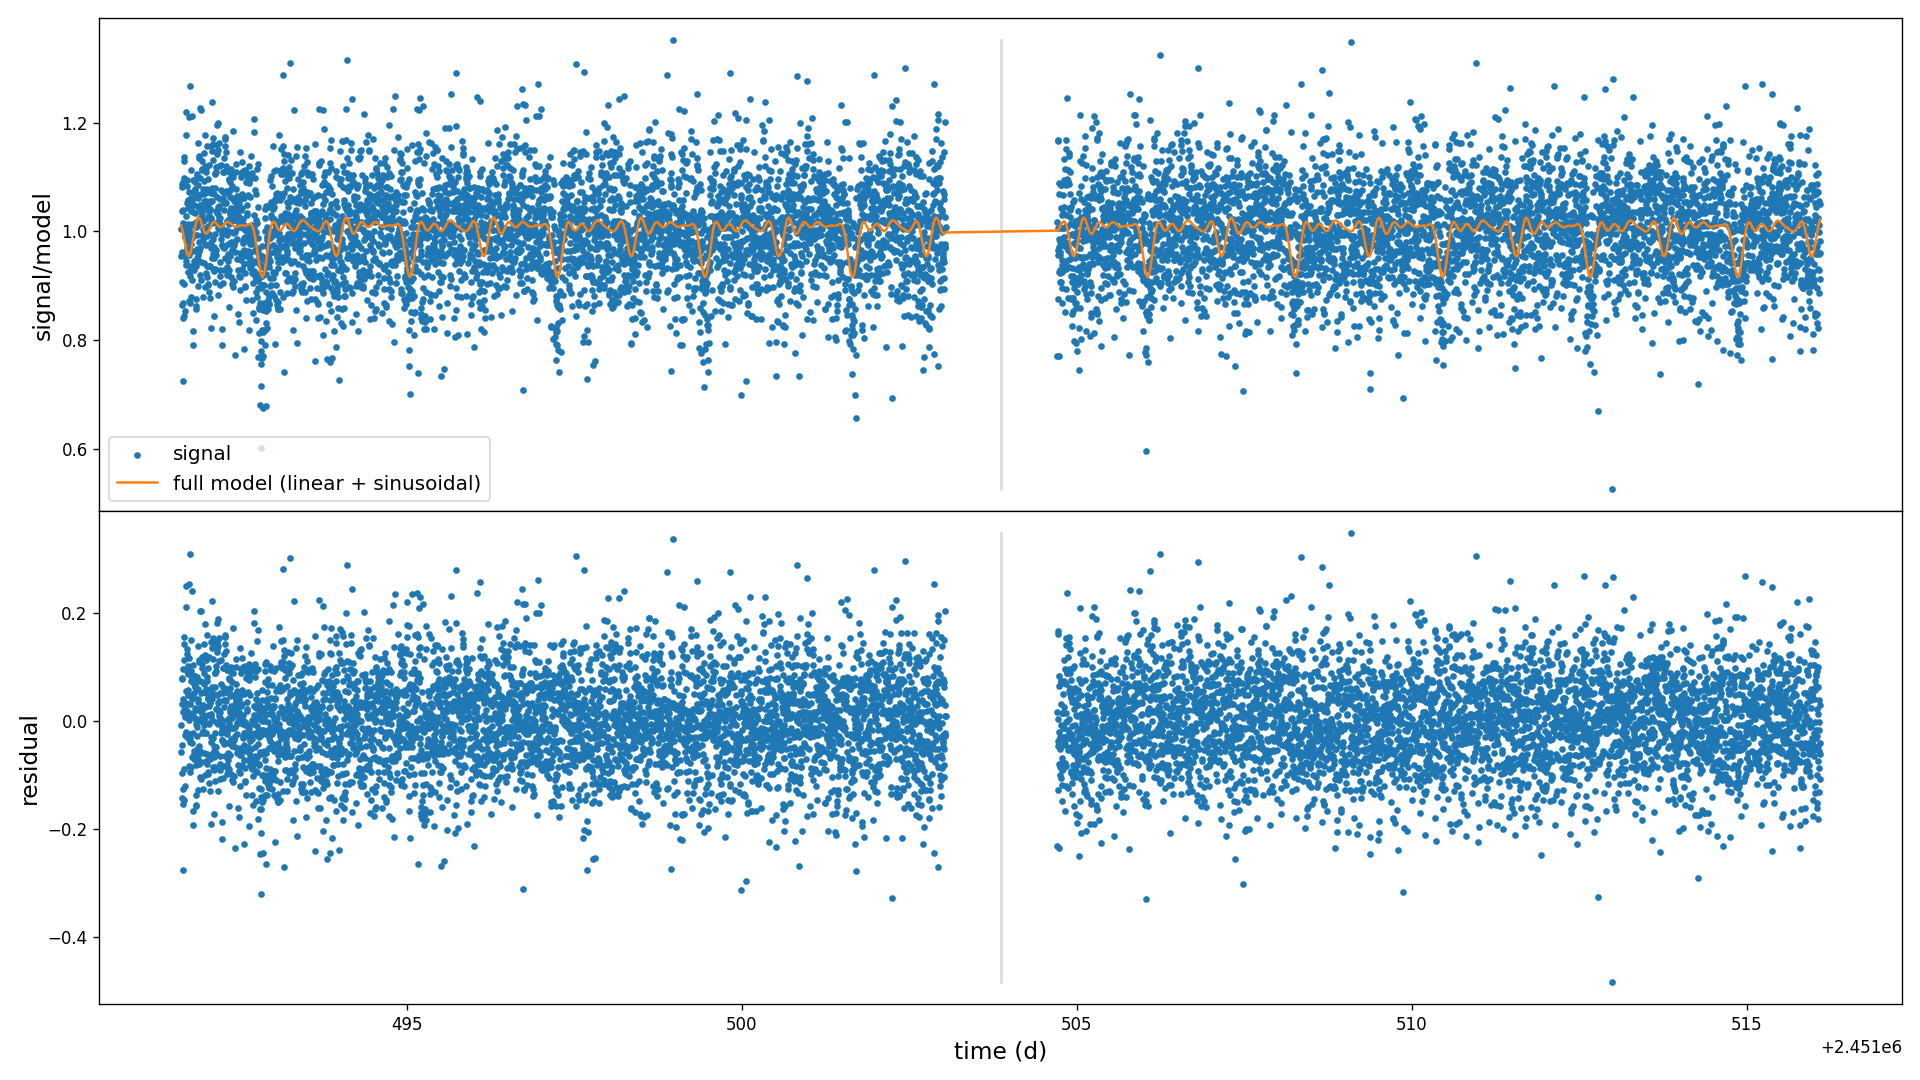 signal/model
1.2
1.0
0.8
0.6
signal
full model (linear + sinusoidal)
residual
0.2
0.0
−0.2
−0.4
495
500
505
510
515
time (d)
+2.451e6